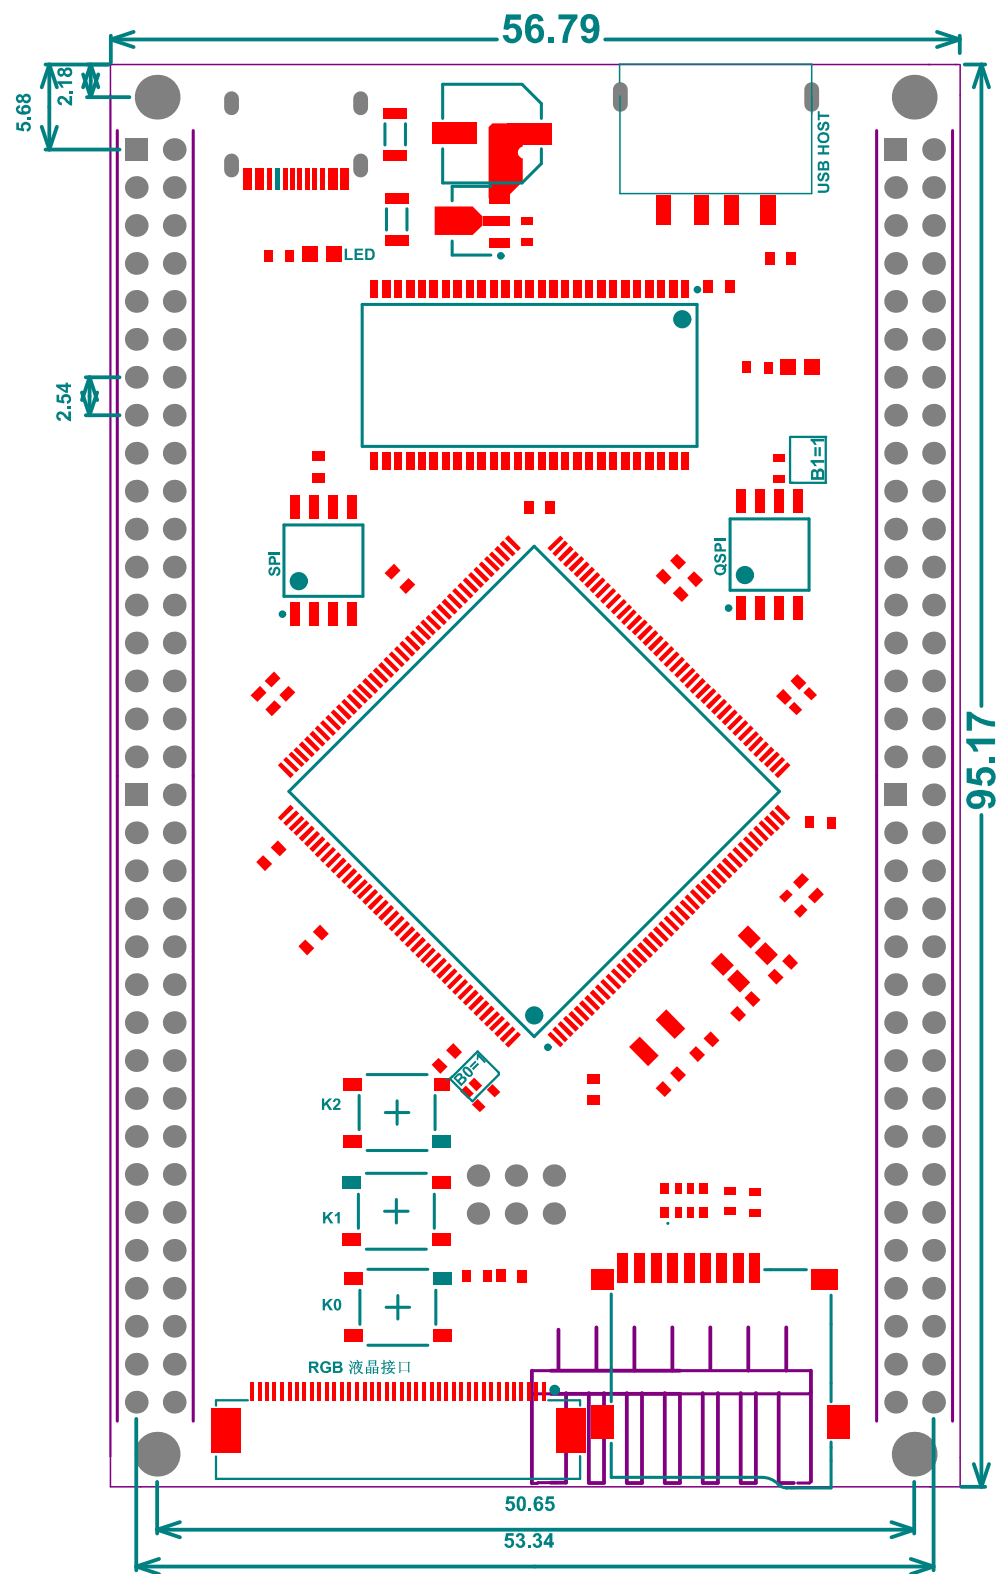 56.79
2.18
5.68
USB HOST
LED
2.54
B1=1
SPI
QSPI
95.17
B0=1
K2
K1
K0
RGB 液晶接口
50.65
53.34